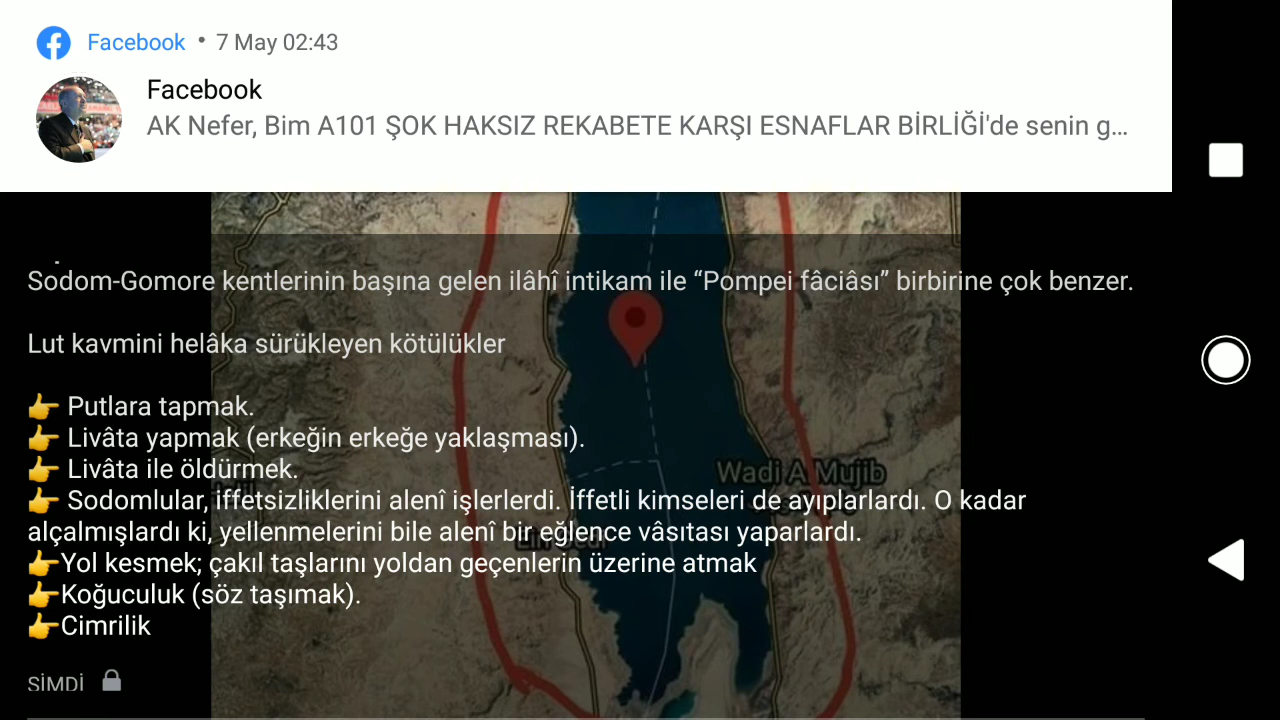 Facebook • 7 May 02:43
Facebook
AK Nefer, Bim A101 ŞOK HAKSIZ REKABETE KARŞI ESNAFLAR BİRLİĞİ'de senin g...
Sodom-Gomore kentlerinin başına gelen ilâhî intikam ile “Pompei fâciâsı” birbirine çok benzer.
Lut kavmini helâka sürükleyen kötülükler
👉 Putlara tapmak.
👉 Livâta yapmak (erkeğin erkeğe yaklaşması).
👉 Livâta ile öldürmek.
Wadi A Mujib
👉 Sodomlular, iffetsizliklerini alenî işlerlerdi. İffetli kimseleri de ayıplarlardı. O kadar
alçalmışlardı ki, yellenmelerini bile alenî bir eğlence vâsıtası yaparlardı.
👉Yol kesmek; çakıl taşlarını yoldan geçenlerin üzerine atmak
👉Koğuculuk (söz taşımak).
👉Cimrilik
ŞİMDİ